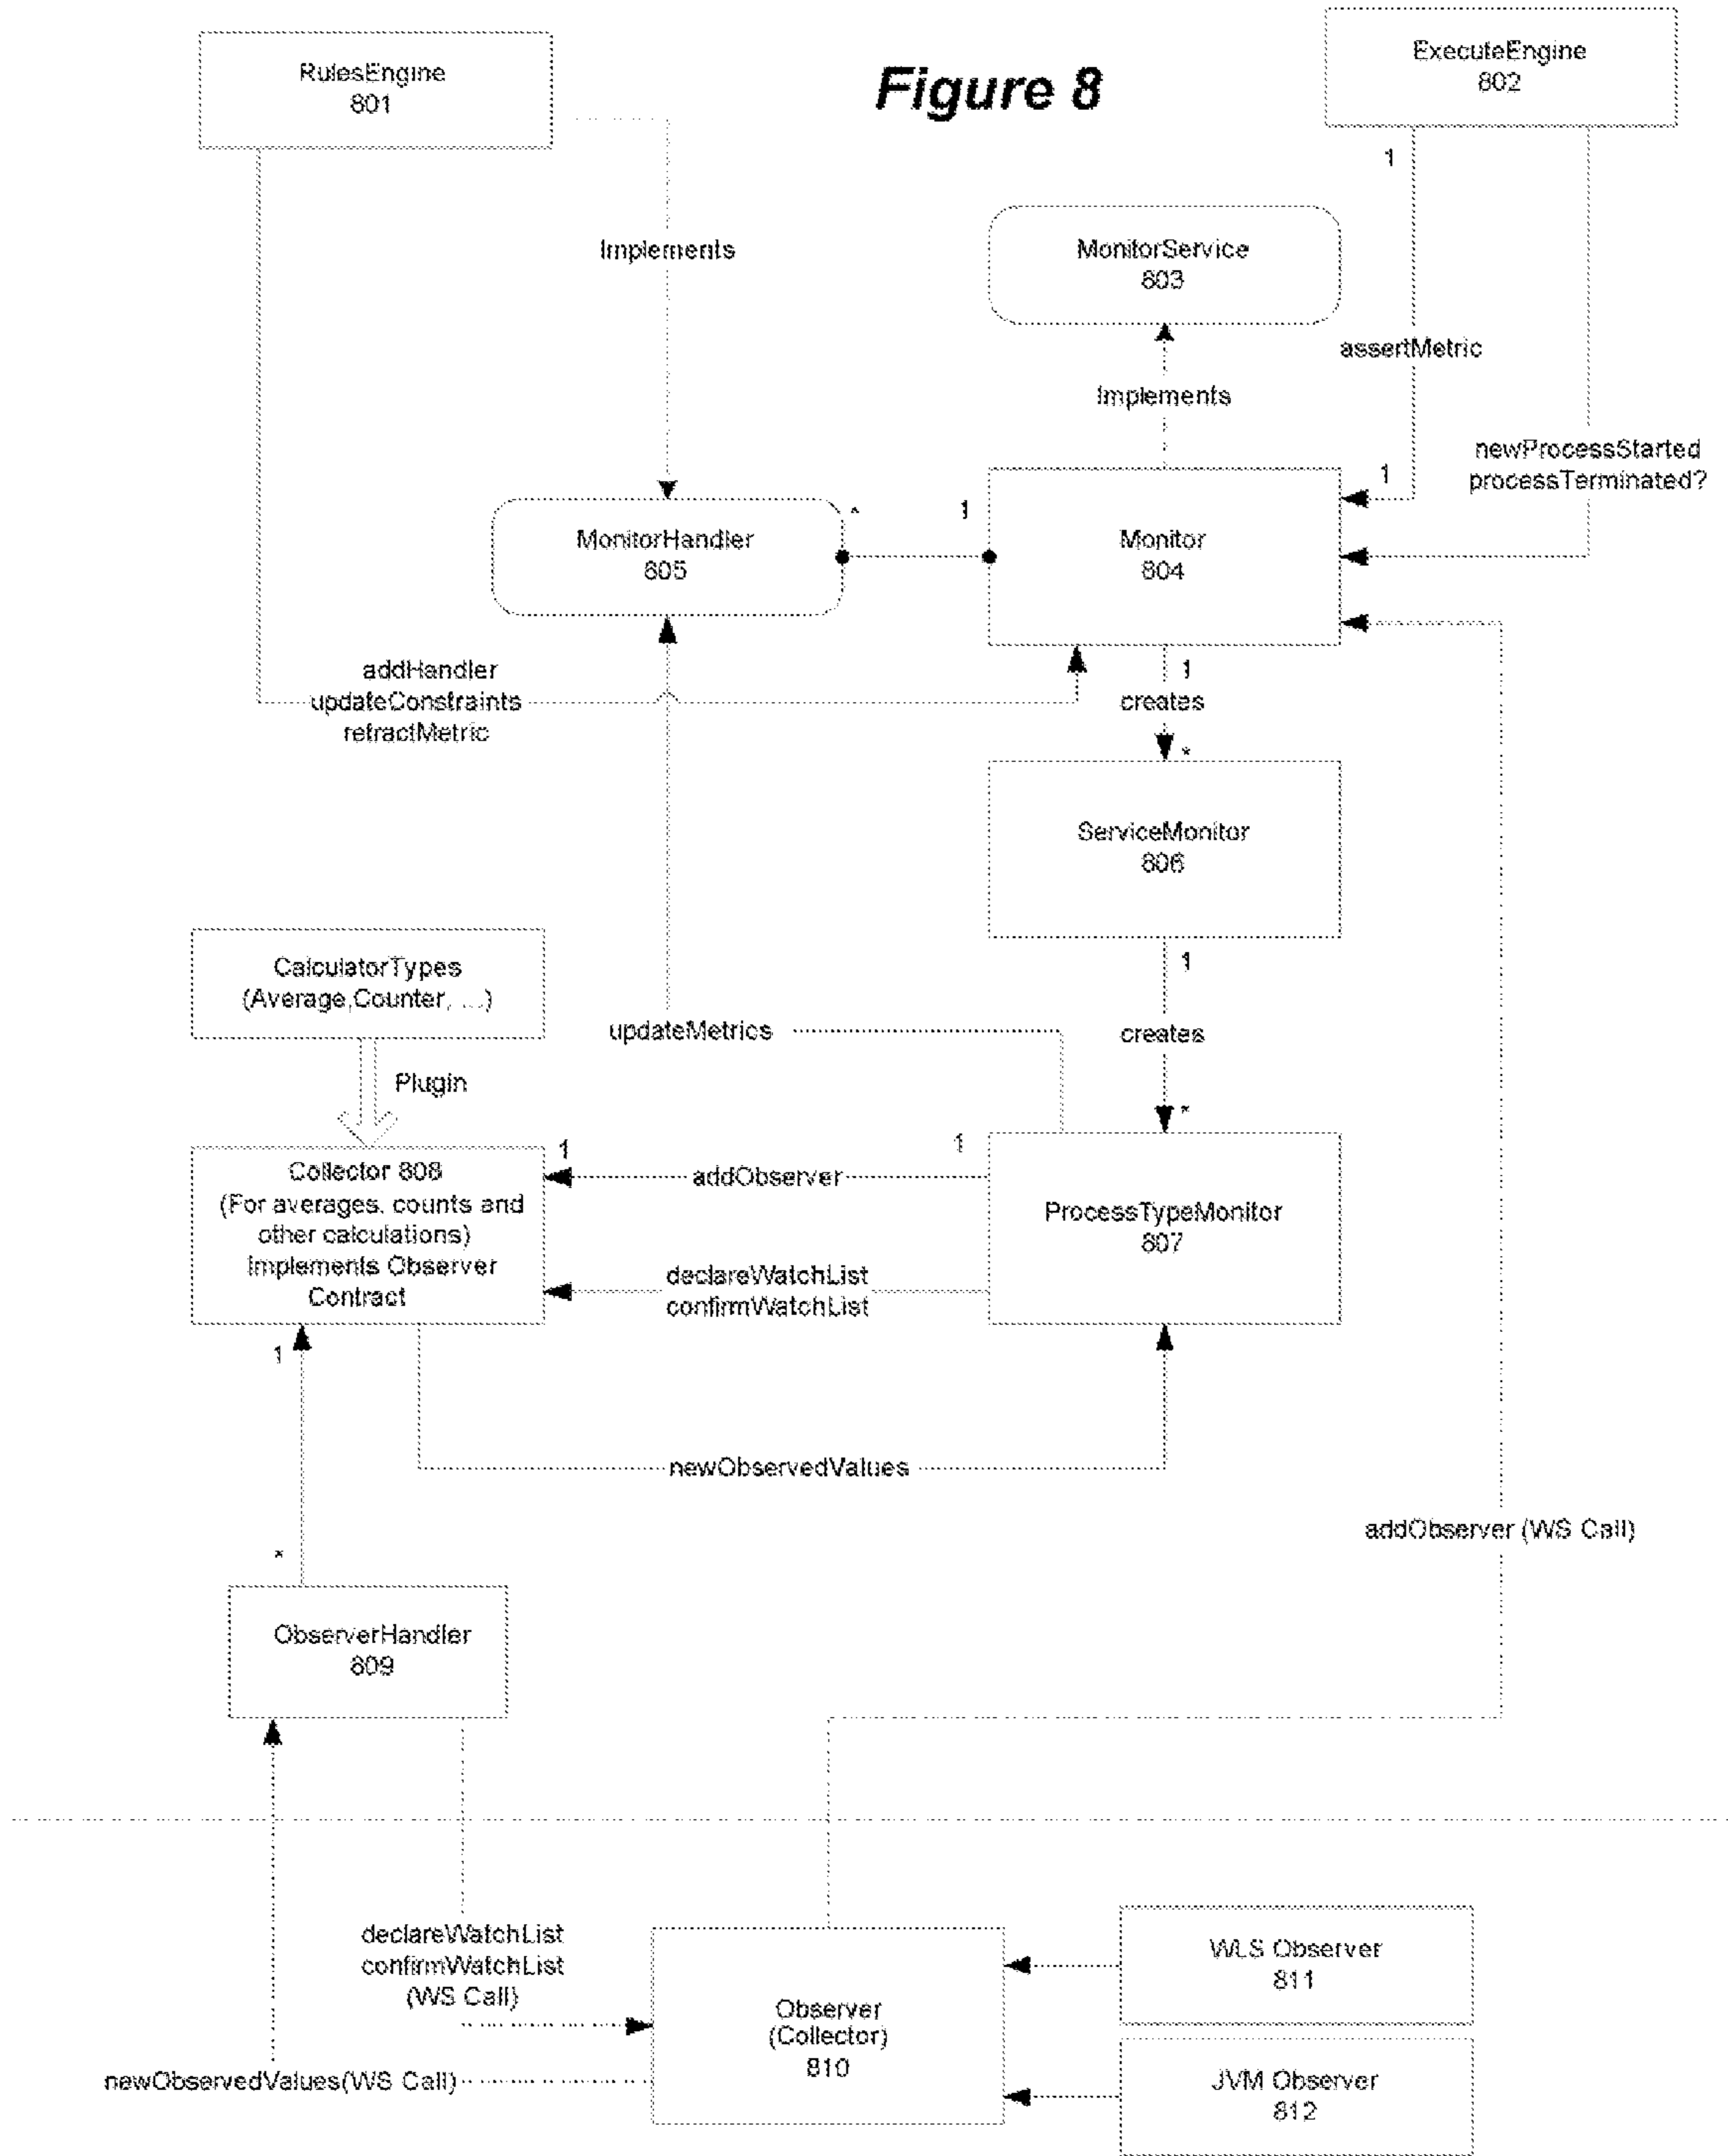 Figure 8
RulesEngine
801
ExecuteEngine
802
1
Implements
MonitorService
803
assertMetric
Implements
newProcessStarted
processTerminated?
1
*
1
MonitorHandler
805
Monitor
804
addHandler
updateConstraints
retractMetric
1
creates
*
ServiceMonitor
806
CalculatorTypes
(Average,Counter, ...)
1
updateMetrics
creates
Plugin
*
1
1
Collector 808
(For averages, counts and
other calculations)
Implements Observer
Contract
addObserver
ProcessTypeMonitor
807
declareWatchList
confirmWatchList
1
newObservedValues
addObserver (WS Call)
*
ObserverHandler
809
declareWatchList
confirmWatchList
(WS Call)
WLS Observer
811
Observer
(Collector)
810
newObservedValues(WS Call)
JVM Observer
812